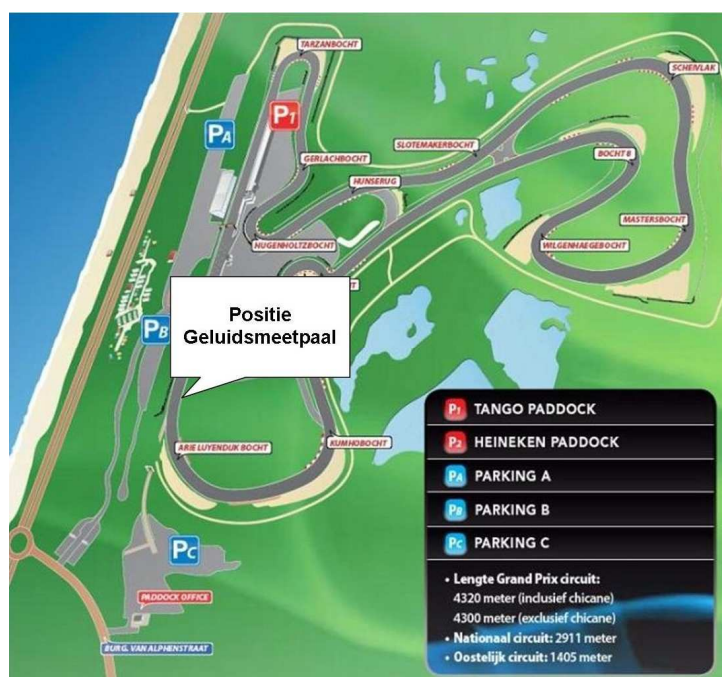 TARZANBOCHT
SCHEIVLAK
P1
PA
SLOTEMAKERBOCHT
BOCHT 8
GERLACHBOCHT
HUNSERUG
MASTERSBOCHT
HUGENHOLTZBOCHT
WILGENHAEGEBOCHT
Positie
Geluidsmeetpaal
PB
ARIE LUYENDUK BOCHT
KUMHOBOCHT
PC
PADDOCK OFFICE
BURG. VAN ALPHENSTRAAT
P1 TANGO PADDOCK
P2 HEINEKEN PADDOCK
PA PARKING A
PB PARKING B
PC PARKING C
• Lengte Grand Prix circuit:
4320 meter (inclusief chicane)
4300 meter (exclusief chicane)
• Nationaal circuit: 2911 meter
• Oostelijk circuit: 1405 meter